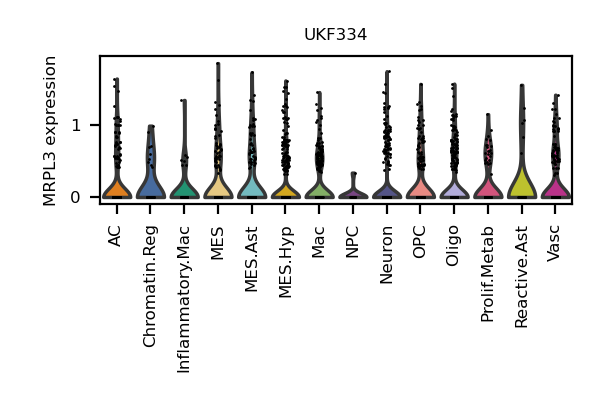 UKF334
MRPL3 expression
1
0
AC
Chromatin.Reg
Inflammatory.Mac
MES
MES.Ast
MES.Hyp
Mac
NPC
Neuron
OPC
Oligo
Prolif.Metab
Reactive.Ast
Vasc